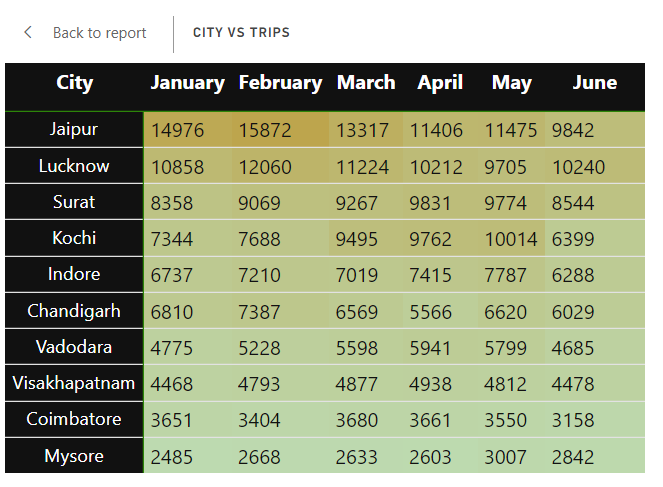 Back to report CITY VS TRIPS
City January February March April May June
Jaipur 14976 15872 13317 11406 11475 9842
Lucknow 10858 12060 11224 10212 9705 10240
Surat 8358 9069 9267 9831 9774 8544
Kochi 7344 7688 9495 9762 10014 6399
Indore 6737 7210 7019 7415 7787 6288
Chandigarh 6810 7387 6569 5566 6620 6029
Vadodara 4775 5228 5598 5941 5799 4685
Visakhapatnam 4468 4793 4877 4938 4812 4478
Coimbatore 3651 3404 3680 3661 3550 3158
Mysore 2485 2668 2633 2603 3007 2842